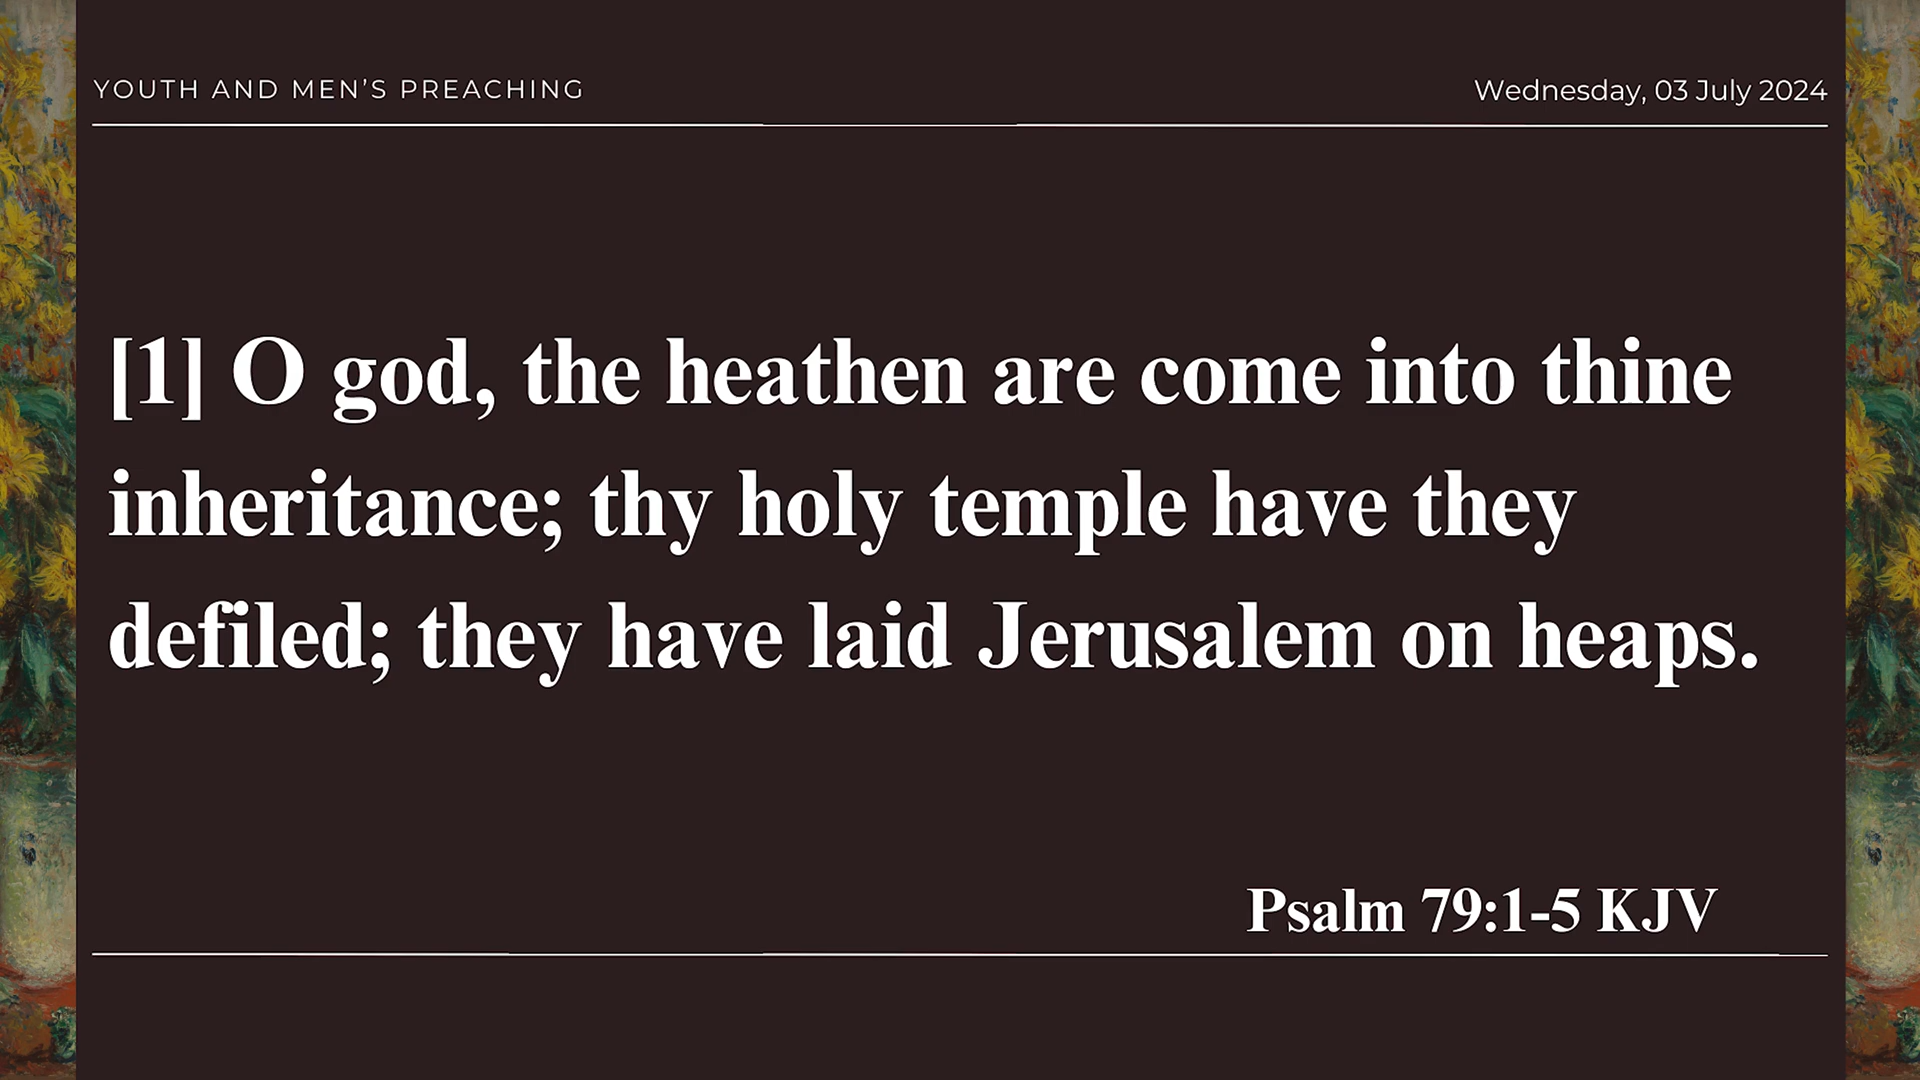 YOUTH AND MEN’S PREACHING
Wednesday, 03 July 2024
[1] O god, the heathen are come into thine
inheritance; thy holy temple have they
defiled; they have laid Jerusalem on heaps.
Psalm 79:1-5 KJV